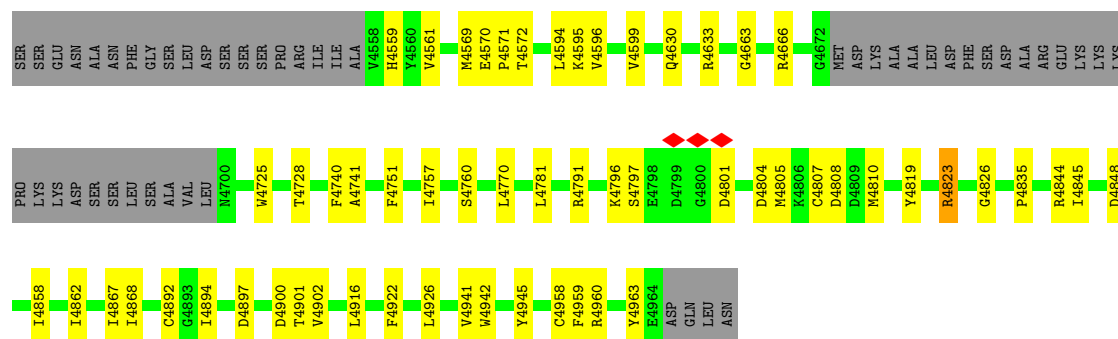 SER SER GLU ASN ALA ASN PHE GLY SER LEU ASP SER SER SER PRO ARG ILE ILE ALA V4558 H4559 Y4560 V4561 M4569 E4570 P4571 T4572 L4594 K4595 V4596 V4599 Q4630 R4633 G4663 R4666 G4672 MET ASP LYS ALA ALA LEU ASP PHE SER ASP ALA ARG GLU LYS LYS LYS
PRO LYS LYS ASP SER SER LEU SER ALA VAL LEU N4700 W4725 T4728 F4740 A4741 F4751 I4757 S4760 L4770 L4781 R4791 K4796 S4797 E4798 D4799 G4800 D4801 D4804 M4805 K4806 C4807 D4808 D4809 M4810 Y4819 R4823 G4826 P4835 R4844 I4845 D4848
I4858 I4862 I4867 I4868 C4892 G4893 I4894 D4897 D4900 T4901 V4902 L4916 F4922 L4926 V4941 W4942 Y4945 C4958 F4959 R4960 Y4963 E4964 ASP GLN LEU ASN